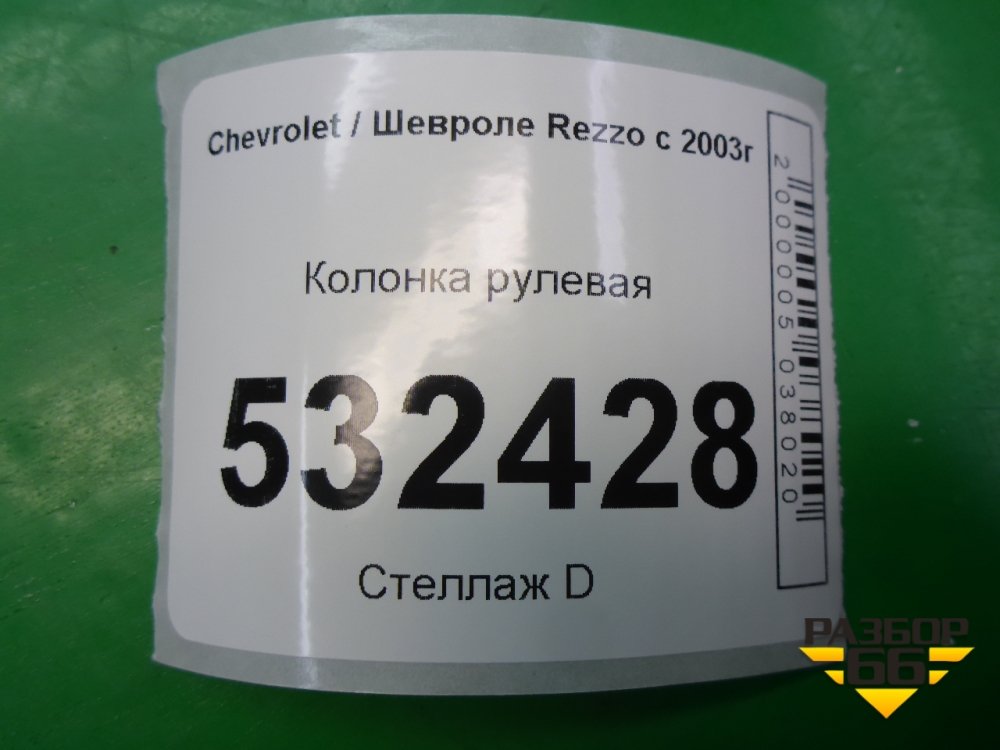 Chevrolet / Шевроле Rezzo с 2003г
Колонка рулевая
532428
Стеллаж D
2000005038020
РАЗБОР
66